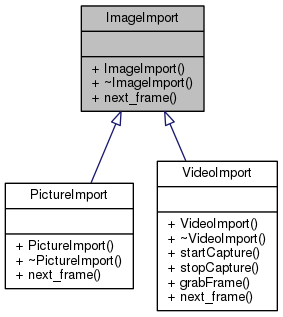 ImageImport
+ ImageImport()
+ ~ImageImport()
+ next_frame()
PictureImport
+ PictureImport()
+ ~PictureImport()
+ next_frame()
VideoImport
+ VideoImport()
+ ~VideoImport()
+ startCapture()
+ stopCapture()
+ grabFrame()
+ next_frame()